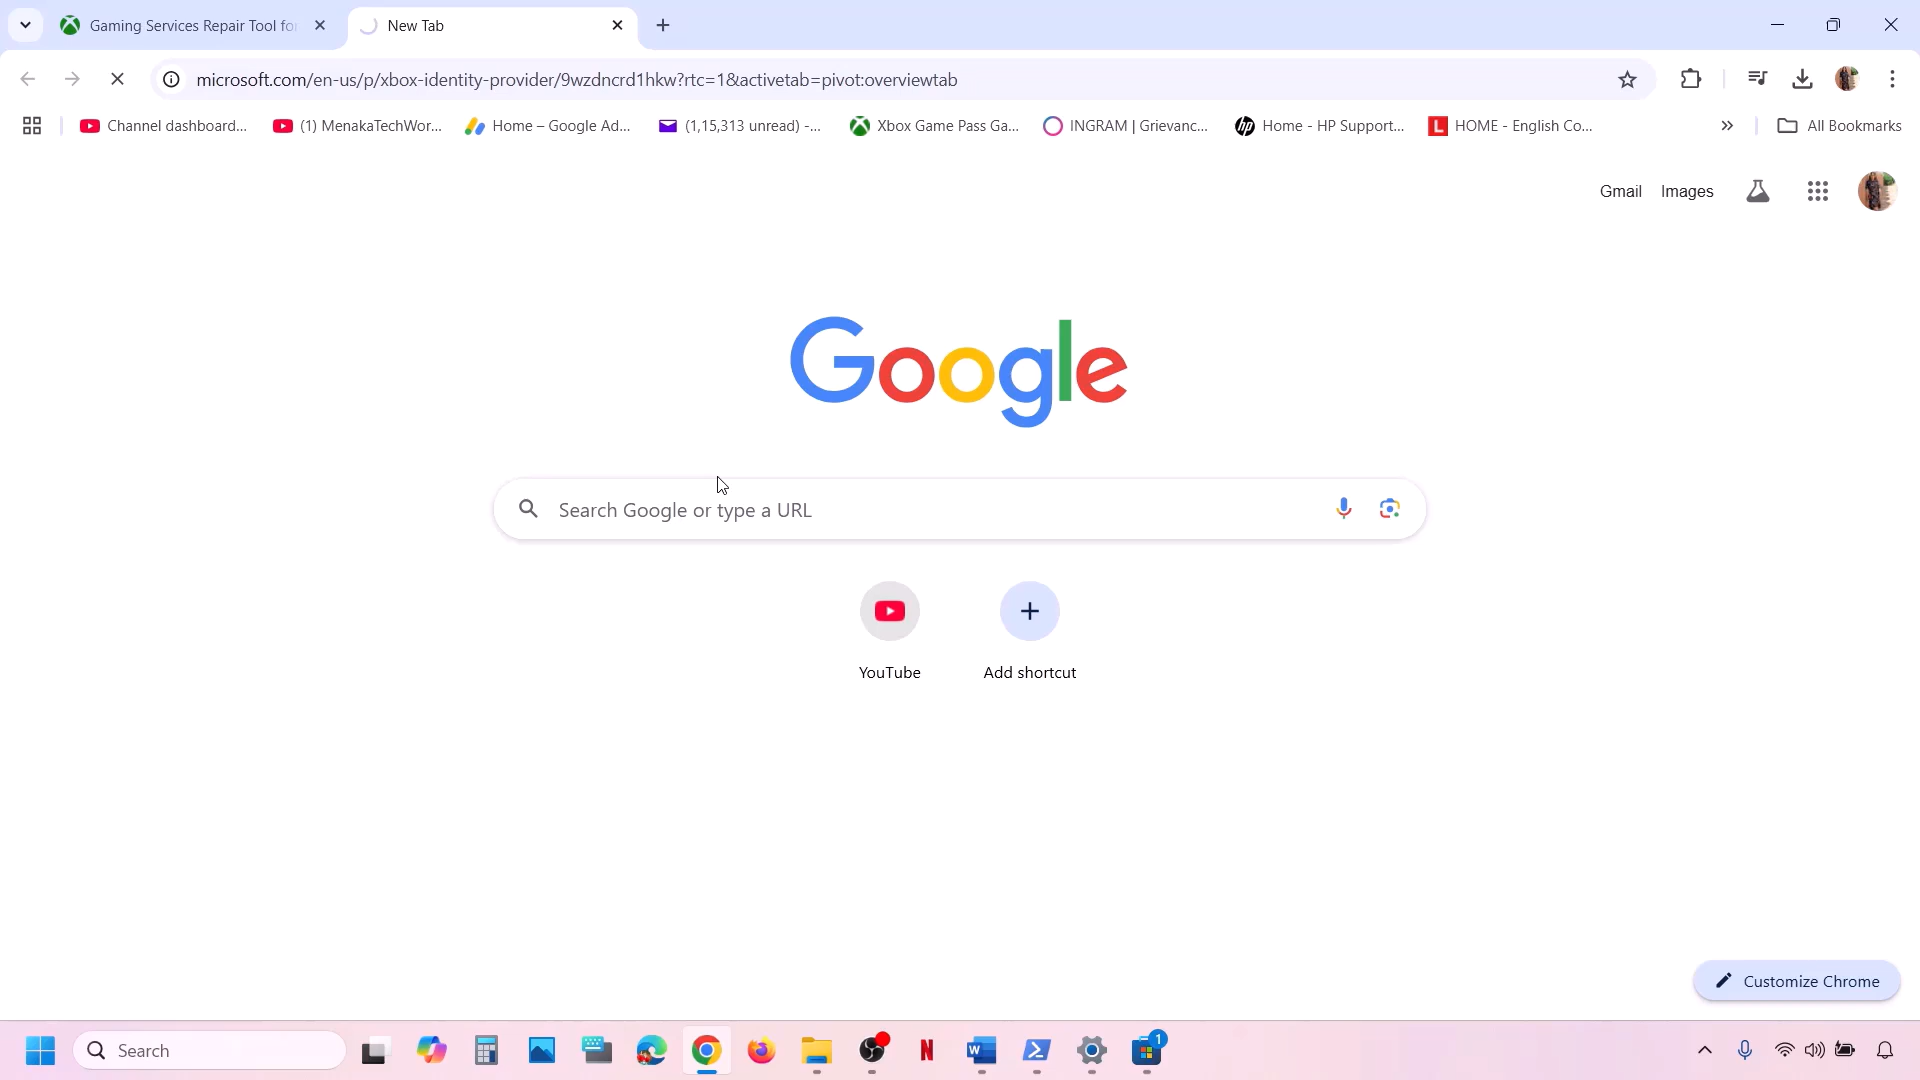 Gaming Services Repair Tool for
New Tab
microsoft.com/en-us/p/xbox-identity-provider/9wzdncrd1hkw?rtc=1&activetab=pivot:overviewtab
Channel dashboard...
(1) MenakaTechWor...
Home – Google Ad...
(1,15,313 unread) -...
Xbox Game Pass Ga...
INGRAM | Grievanc...
Home - HP Support...
HOME - English Co...
All Bookmarks
Gmail
Images
Google
Search Google or type a URL
YouTube
Add shortcut
Customize Chrome
Search
1